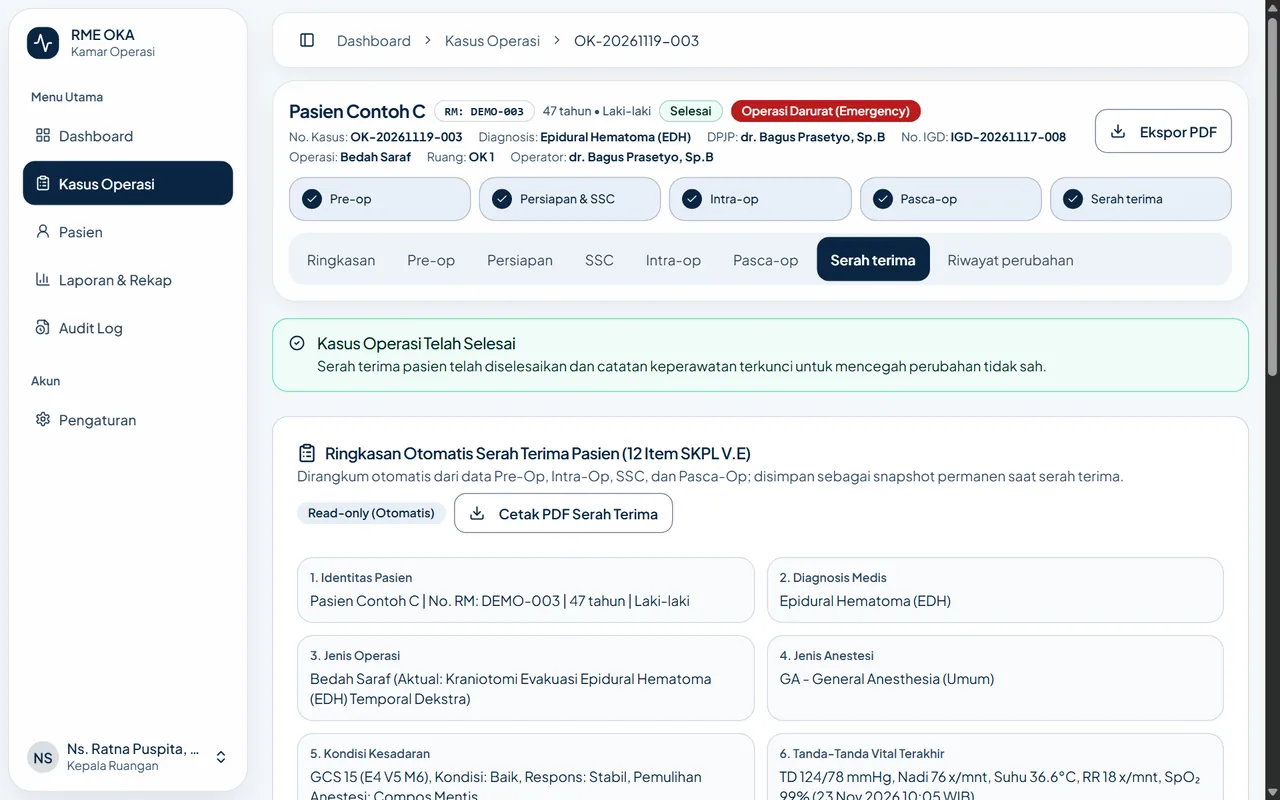 RME OKA
Kamar Operasi
Menu Utama
Dashboard
Kasus Operasi
Pasien
Laporan & Rekap
Audit Log
Akun
Pengaturan
NS
Ns. Ratna Puspita, ...
Kepala Ruangan
Dashboard > Kasus Operasi > OK-20261119-003
Pasien Contoh C RM: DEMO-003 47 tahun • Laki-laki Selesai Operasi Darurat (Emergency)
No. Kasus: OK-20261119-003 Diagnosis: Epidural Hematoma (EDH) DPJP: dr. Bagus Prasetyo, Sp.B No. IGD: IGD-20261117-008
Operasi: Bedah Saraf Ruang: OK 1 Operator: dr. Bagus Prasetyo, Sp.B
Ekspor PDF
Pre-op Persiapan & SSC Intra-op Pasca-op Serah terima
Ringkasan Pre-op Persiapan SSC Intra-op Pasca-op Serah terima Riwayat perubahan
Kasus Operasi Telah Selesai
Serah terima pasien telah diselesaikan dan catatan keperawatan terkunci untuk mencegah perubahan tidak sah.
Ringkasan Otomatis Serah Terima Pasien (12 Item SKPL V.E)
Dirangkum otomatis dari data Pre-Op, Intra-Op, SSC, dan Pasca-Op; disimpan sebagai snapshot permanen saat serah terima.
Read-only (Otomatis) Cetak PDF Serah Terima
1. Identitas Pasien
Pasien Contoh C | No. RM: DEMO-003 | 47 tahun | Laki-laki
2. Diagnosis Medis
Epidural Hematoma (EDH)
3. Jenis Operasi
Bedah Saraf (Aktual: Kraniotomi Evakuasi Epidural Hematoma
(EDH) Temporal Dekstra)
4. Jenis Anestesi
GA - General Anesthesia (Umum)
5. Kondisi Kesadaran
GCS 15 (E4 V5 M6), Kondisi: Baik, Respons: Stabil, Pemulihan
Anestesi: Compos Mentis
6. Tanda-Tanda Vital Terakhir
TD 124/78 mmHg, Nadi 76 x/mnt, Suhu 36.6°C, RR 18 x/mnt, SpO₂
99% (23 Nov 2026 10:05 WIB)